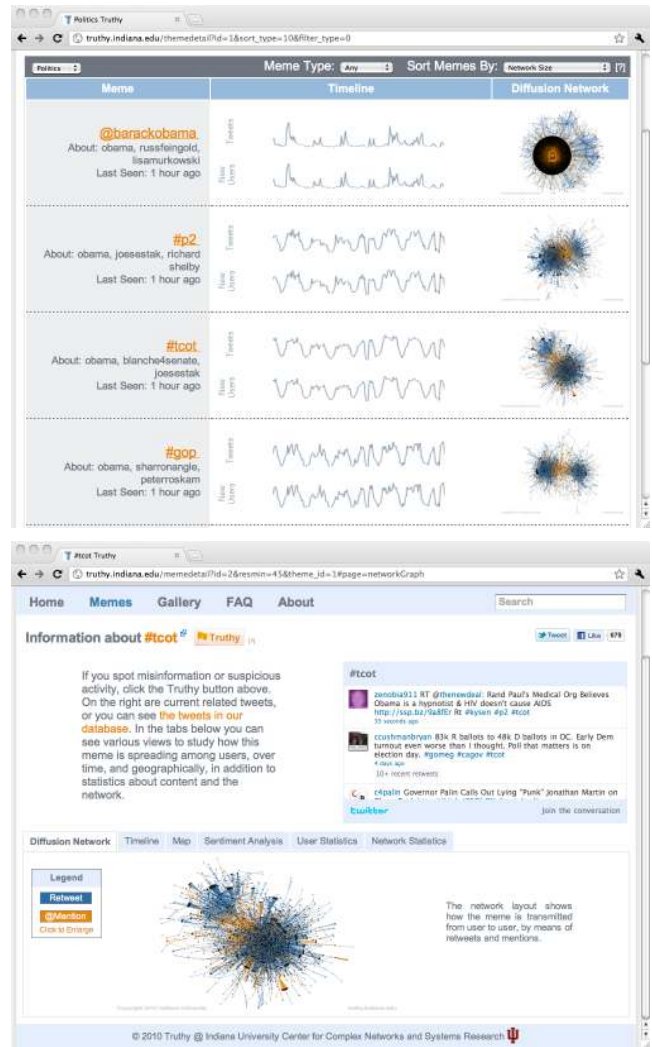 Politics Truthy
truthy.indiana.edu/themedetail?id=1&sort_type=10&filter_type=0
Politics Meme Type: Any Sort Memes By: Network Size [?]
Meme Timeline Diffusion Network
@barackobama
About: obama, russfeingold,
lisamurkowski
Last Seen: 1 hour ago
Tweets
New Users
#p2
About: obama, joesestak, richard
shelby
Last Seen: 1 hour ago
Tweets
New Users
#tcot
About: obama, blanche4senate,
joesestak
Last Seen: 1 hour ago
Tweets
New Users
#gop
About: obama, sharronangle,
peterroskam
Last Seen: 1 hour ago
Tweets
New Users
#tcot Truthy
truthy.indiana.edu/memedetail?id=2&resmin=45&theme_id=1#page=networkGraph
Home Memes Gallery FAQ About Search
Information about #tcot Truthy [?] Tweet Like 679
If you spot misinformation or suspicious
activity, click the Truthy button above.
On the right are current related tweets,
or you can see the tweets in our
database. In the tabs below you can
see various views to study how this
meme is spreading among users, over
time, and geographically, in addition to
statistics about content and the
network.
#tcot
zenobia911 RT @thenewdeal: Rand Paul's Medical Org Believes
Obama is a hypnotist & HIV doesn't cause AIDS
http://ssp.bz/9a8fEr Rt #kysen #p2 #tcot
35 seconds ago
ccushmanbryan 83k R ballots to 48k D ballots in OC. Early Dem
turnout even worse than I thought. Poll that matters is on
election day. #gomeg #cagov #tcot
4 days ago
10+ recent retweets
c4palin Governor Palin Calls Out Lying "Punk" Jonathan Martin on
twitter join the conversation
Diffusion Network Timeline Map Sentiment Analysis User Statistics Network Statistics
Legend
Retweet
@Mention
Click to Enlarge
The network layout shows
how the meme is transmitted
from user to user, by means of
retweets and mentions.
© 2010 Truthy @ Indiana University Center for Complex Networks and Systems Research